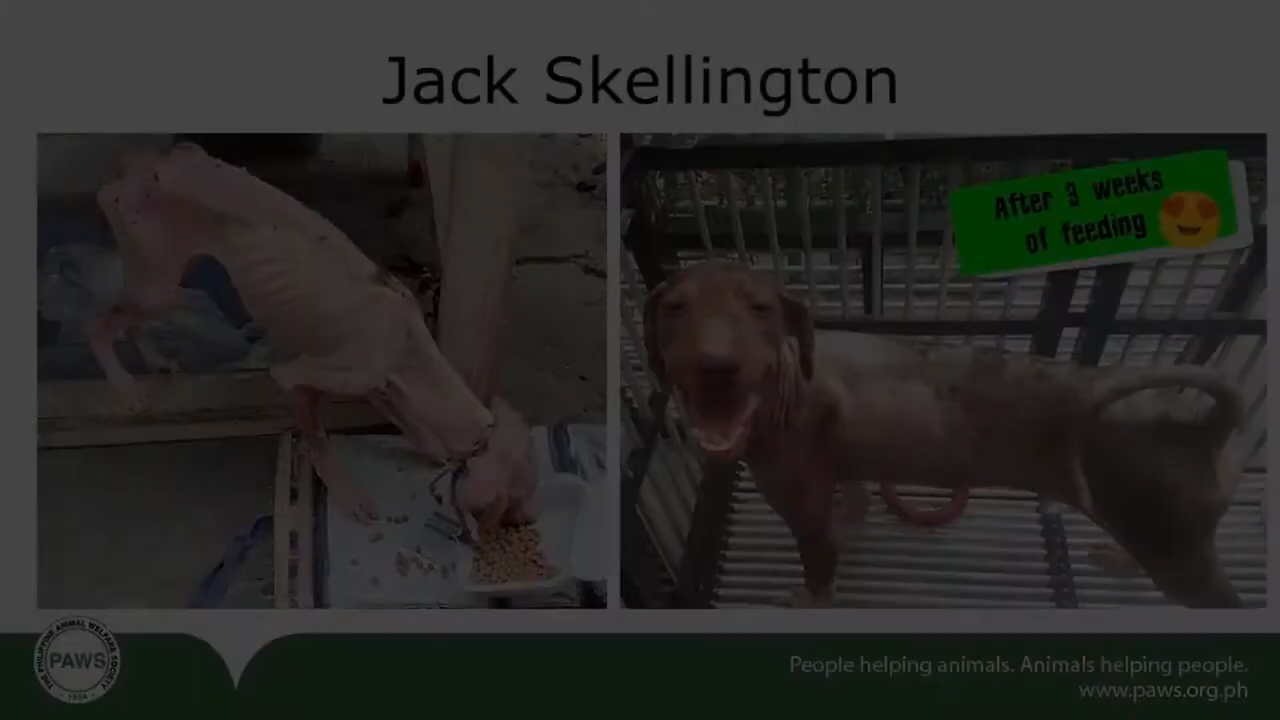 Jack Skellington
After 3 weeks
of feeding
THE PHILIPPINE ANIMAL WELFARE SOCIETY
PAWS
1954
People helping animals. Animals helping people.
www.paws.org.ph